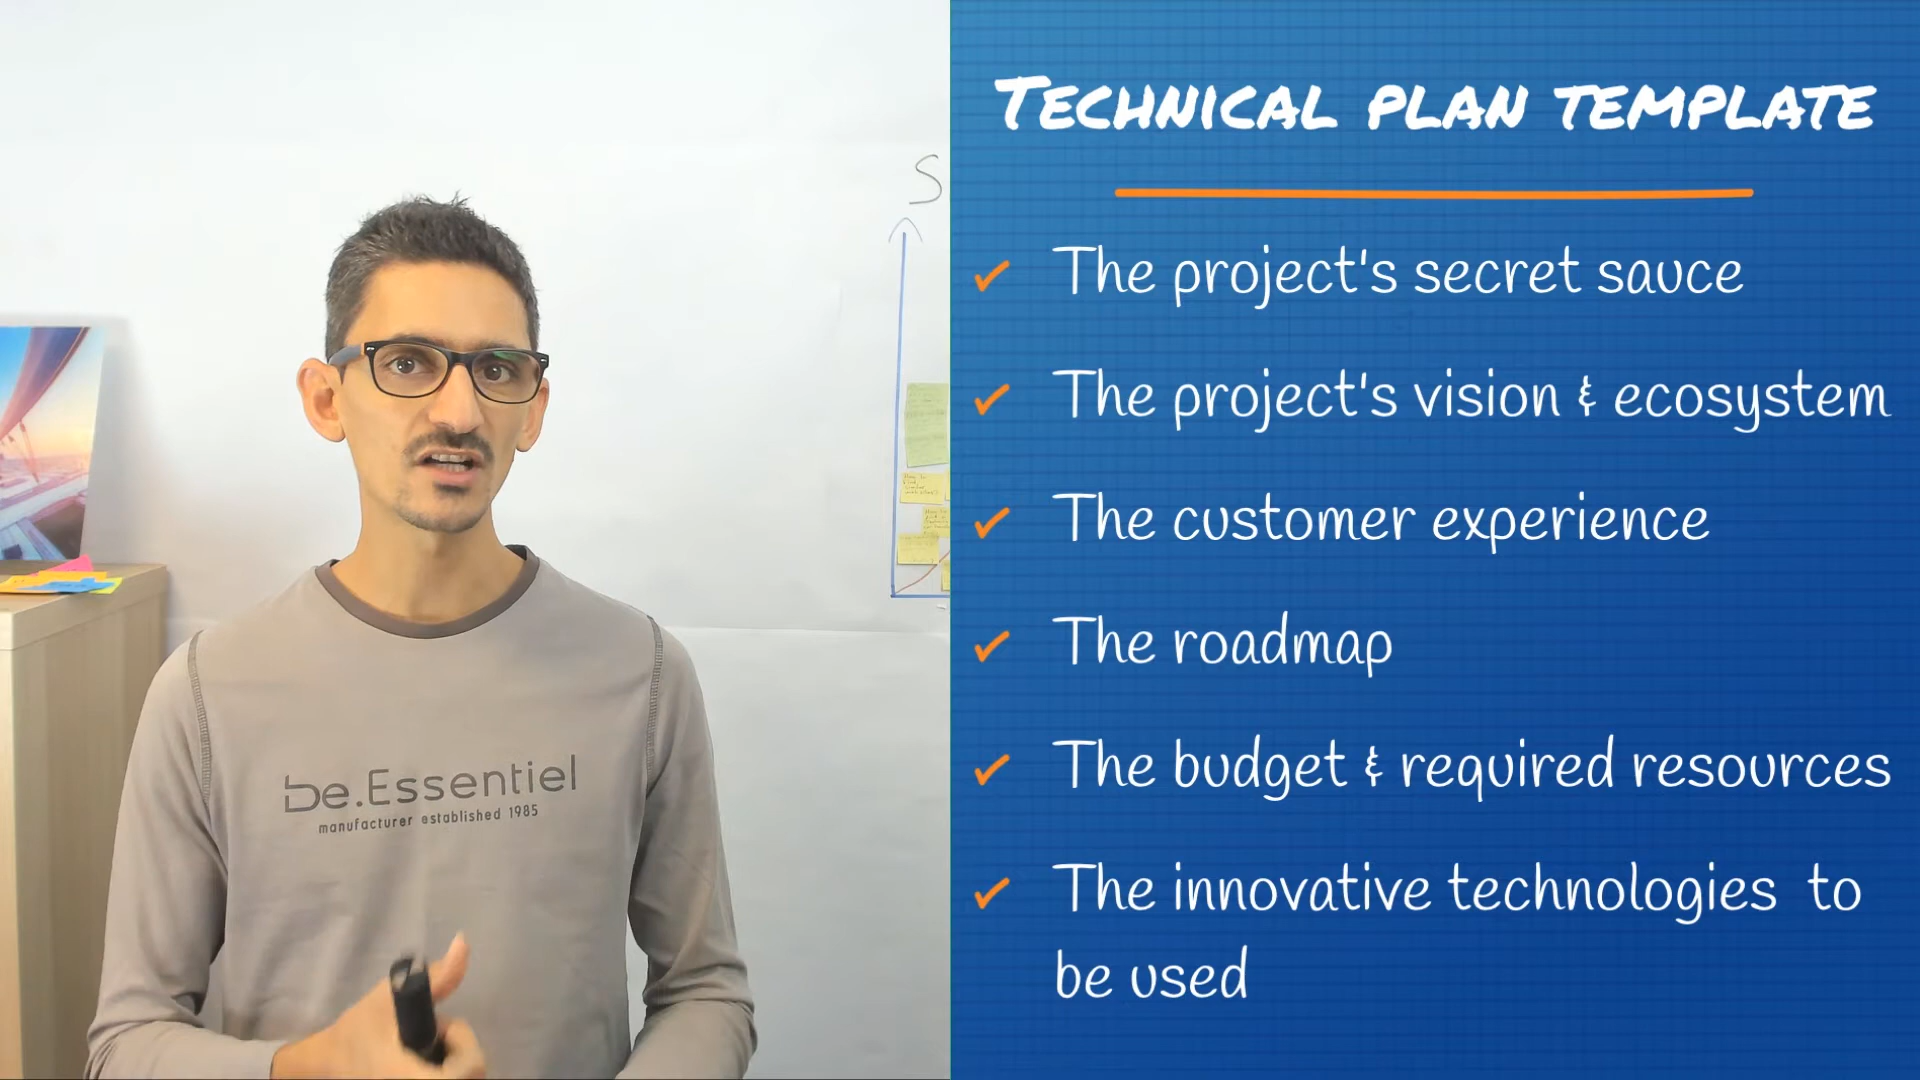 S
TECHNICAL PLAN TEMPLATE
The project's secret sauce
The project's vision & ecosystem
The customer experience
The roadmap
The budget & required resources
The innovative technologies to
be used
be.Essentiel
manufacturer established 1985